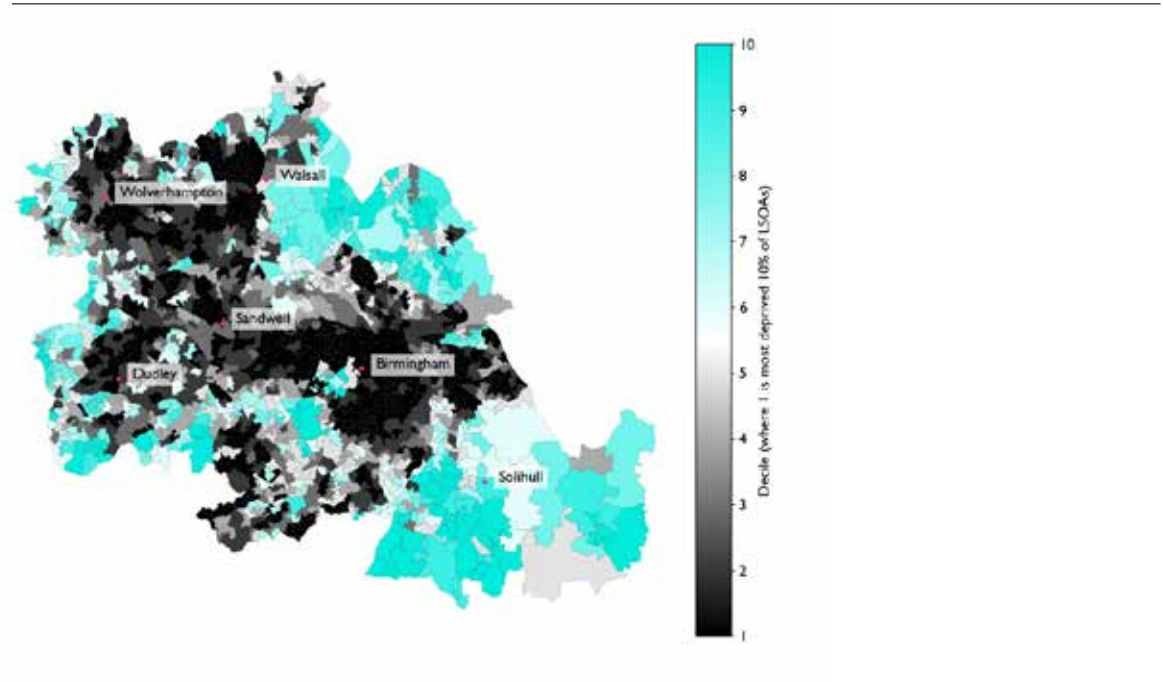 Wolverhampton
Walsall
Sandwell
Birmingham
Dudley
Solihull
10
9
8
7
6
5
4
3
2
1
Decile (where 1 is most deprived 10% of LSOAs)